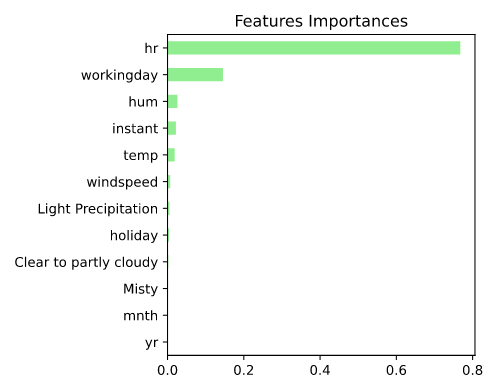 Features Importances
hr
workingday
hum
instant
temp
windspeed
Light Precipitation
holiday
Clear to partly cloudy
Misty
mnth
yr
0.0 0.2 0.4 0.6 0.8